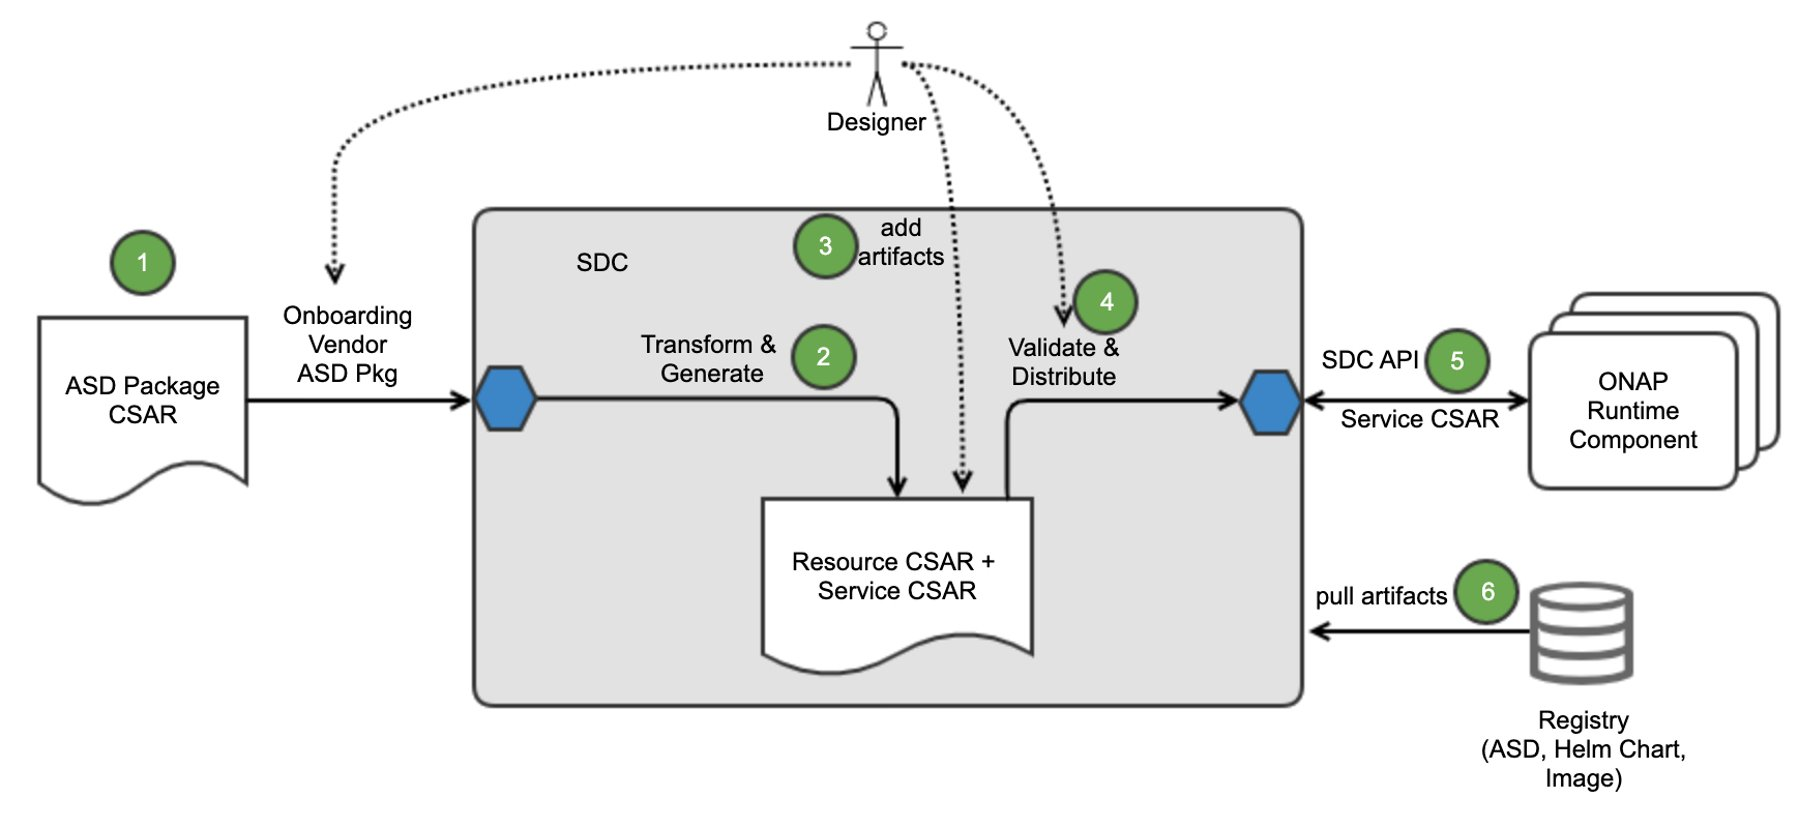 Designer
1
Onboarding
Vendor
ASD Pkg
ASD Package
CSAR
SDC
3
add
artifacts
Transform &
Generate
2
4
Validate &
Distribute
Resource CSAR +
Service CSAR
SDC API
5
Service CSAR
ONAP
Runtime
Component
pull artifacts
6
Registry
(ASD, Helm Chart,
Image)